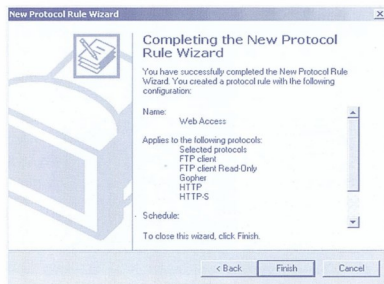 New Protocol Rule Wizard
Completing the New Protocol
Rule Wizard
You have successfully completed the New Protocol Rule
Wizard. You created a protocol rule with the following
configuration:
Name:
Web Access
Applies to the following protocols:
Selected protocols
FTP client
FTP client Read-Only
Gopher
HTTP
HTTP-S
Schedule:
To close this wizard, click Finish.
< Back
Finish
Cancel